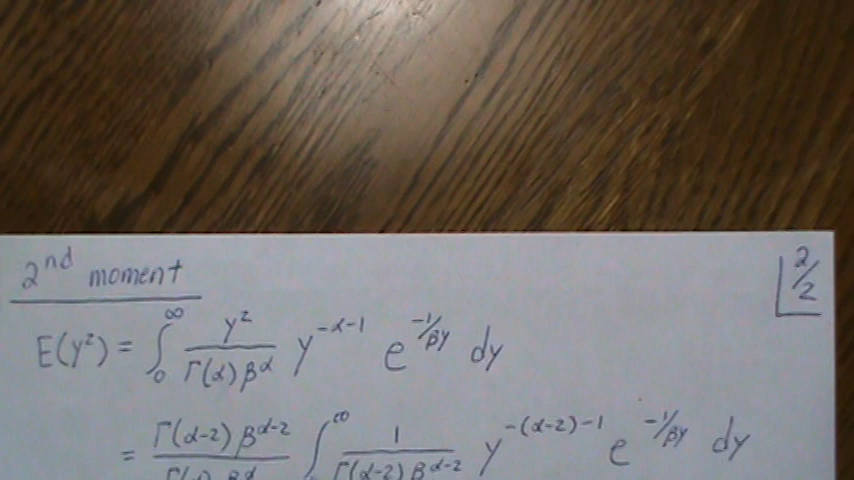 2nd moment
2/2
E(y²) = ∫₀^∞ y²/(Γ(α)β^α) y^(-α-1) e^(-1/βy) dy
= Γ(α-2)β^(α-2)/(Γ(α)β^α) ∫^∞ 1/(Γ(α-2)β^(α-2)) y^(-(α-2)-1) e^(-1/βy) dy